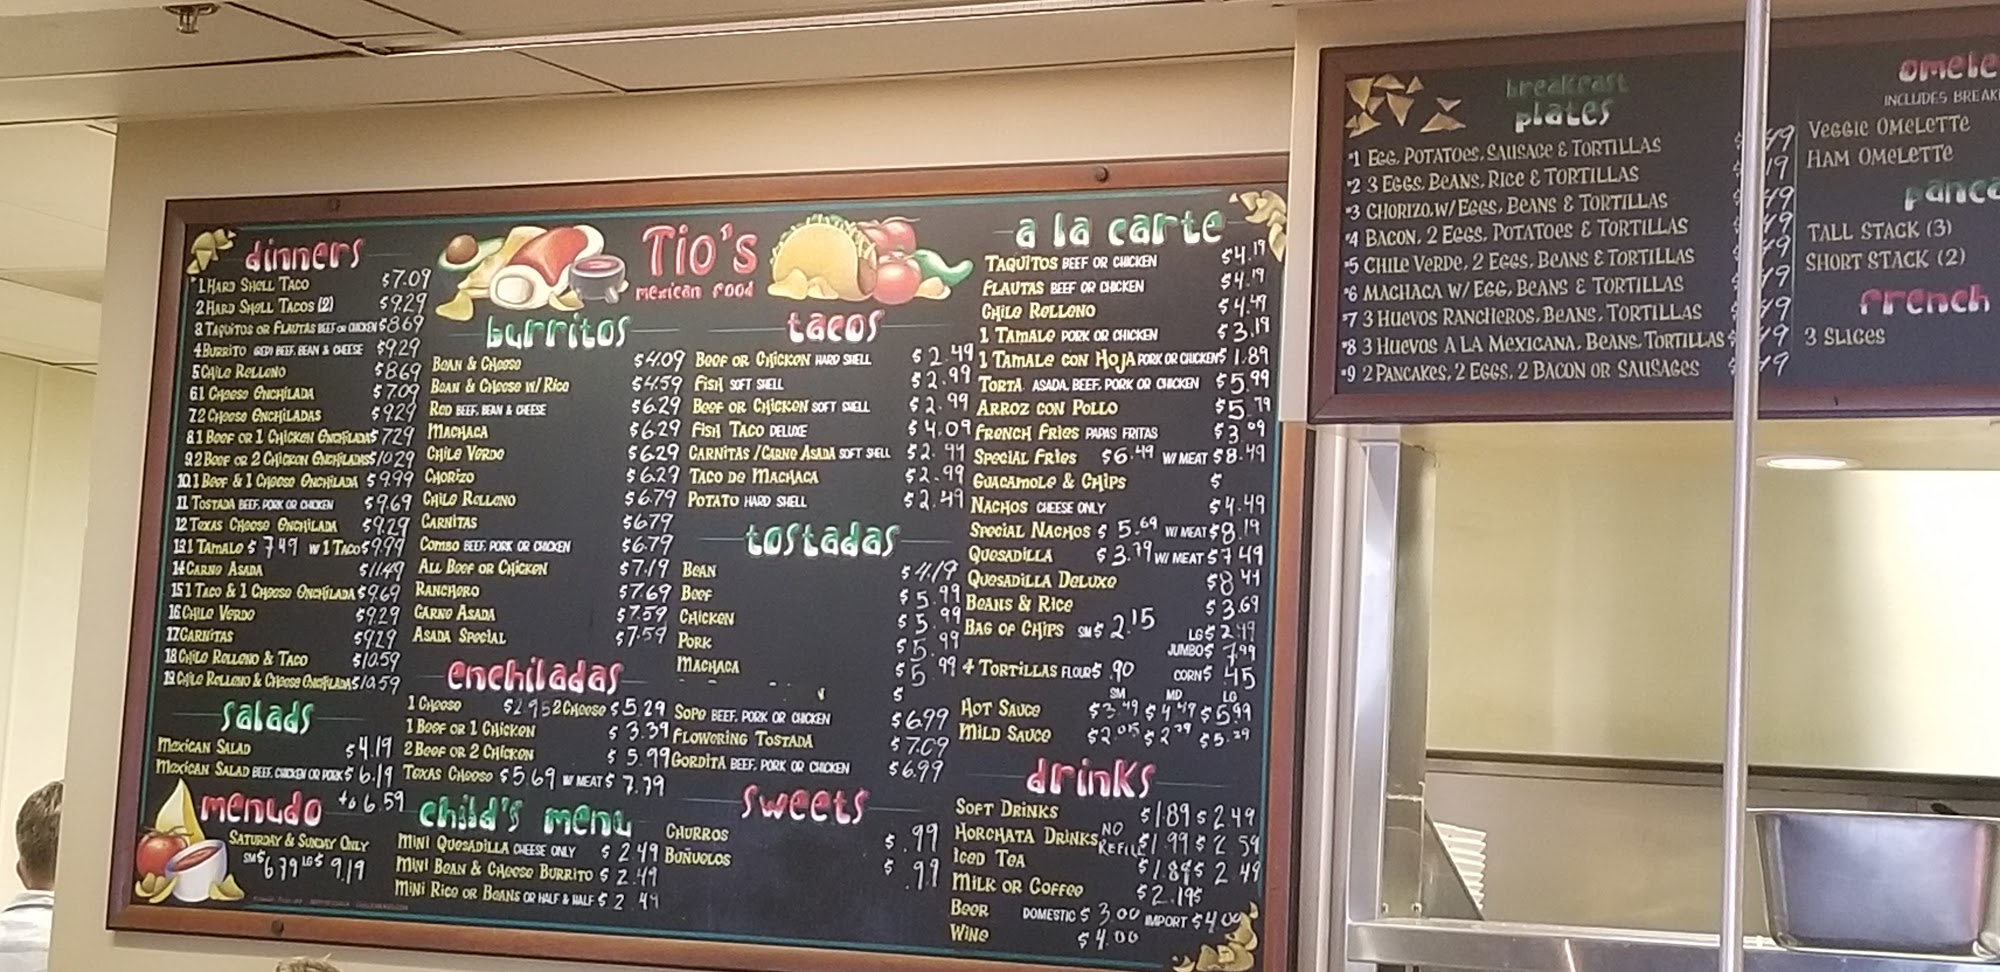 Tio's
Mexican Food
dinners
1 Hard Shell Taco $7.09
2 Hard Shell Tacos (2) $9.29
3 Taquitos or Flautas BEEF or CHICKEN $8.69
4 Burrito (RED) BEEF, BEAN & CHEESE $9.29
5 Chile Relleno $8.69
6 1 Cheese Enchilada $7.09
7 2 Cheese Enchiladas $9.29
8 1 Beef or 1 Chicken Enchiladas $7.29
9 2 Beef or 2 Chicken Enchiladas $10.29
10 1 Beef & 1 Cheese Enchilada $9.99
11 Tostada BEEF, PORK OR CHICKEN $9.69
12 Texas Cheese Enchilada $9.29
13 1 Tamale $7.49 w 1 Taco $9.99
14 Carne Asada $11.49
15 1 Taco & 1 Cheese Enchilada $9.69
16 Chile Verde $9.29
17 Carnitas $9.29
18 Chile Relleno & Taco $10.59
19 Chile Relleno & Cheese Enchilada $10.59
salads
Mexican Salad $4.19
Mexican Salad BEEF, CHICKEN OR PORK $6.19
menudo to 6.59
Saturday & Sunday Only
SM $6.79 LG $9.19
burritos
Bean & Cheese $4.09
Bean & Cheese w/ Rice $4.59
Red BEEF, BEAN & CHEESE $6.29
Machaca $6.29
Chile Verde $6.29
Chorizo $6.29
Chile Relleno $6.79
Carnitas $6.79
Combo BEEF, PORK OR CHICKEN $6.79
All Beef or Chicken $7.19
Ranchero $7.69
Carne Asada $7.59
Asada Special $7.59
enchiladas
1 Cheese $2.95 2 Cheese $5.29
1 Beef or 1 Chicken $3.39
2 Beef or 2 Chicken $5.99
Texas Cheese $5.69 W MEAT $7.79
child's menu
Mini Quesadilla CHEESE ONLY $2.49
Mini Bean & Cheese Burrito $2.49
Mini Rice or Beans OR HALF & HALF $2.49
tacos
Beef or Chicken HARD SHELL $2.49
Fish SOFT SHELL $2.99
Beef or Chicken SOFT SHELL $2.99
Fish Taco DELUXE $4.09
Carnitas / Carne Asada SOFT SHELL $2.99
Taco de Machaca $2.99
Potato HARD SHELL $2.49
tostadas
Bean $4.19
Beef $5.99
Chicken $5.99
Pork $5.99
Machaca $5.99
$
Sope BEEF, PORK OR CHICKEN $6.99
Flowering Tostada $7.09
Gordita BEEF, PORK OR CHICKEN $6.99
sweets
Churros $.99
Buñuelos $.99
a la carte
Taquitos BEEF OR CHICKEN $4.19
Flautas BEEF OR CHICKEN $4.19
Chile Relleno $4.49
1 Tamale PORK OR CHICKEN $3.19
1 Tamale con Hoja PORK OR CHICKEN $1.89
Torta ASADA, BEEF, PORK OR CHICKEN $5.99
Arroz con Pollo $5.79
French Fries PAPAS FRITAS $3.09
Special Fries $6.49 W/ MEAT $8.49
Guacamole & Chips $
Nachos CHEESE ONLY $4.49
Special Nachos $5.69 W/ MEAT $8.19
Quesadilla $3.79 W/ MEAT $7.49
Quesadilla Deluxe $8.49
Beans & Rice $3.69
Bag of Chips SM $2.15 LG $2.99
JUMBO $7.99
4 Tortillas FLOUR $.90 CORN $.45
SM MD LG
Hot Sauce $3.49 $4.49 $5.99
Mild Sauce $2.05 $2.79 $5.29
drinks
Soft Drinks $1.89 $2.49
Horchata Drinks NO REFILL $1.99 $2.59
Iced Tea $1.89 $2.49
Milk or Coffee $2.19 $
Beer DOMESTIC $3.00 IMPORT $4.00
Wine $4.00
breakfast
plates
#1 Egg, Potatoes, Sausage & Tortillas
#2 3 Eggs, Beans, Rice & Tortillas
#3 Chorizo, w/ Eggs, Beans & Tortillas
#4 Bacon, 2 Eggs, Potatoes & Tortillas
#5 Chile Verde, 2 Eggs, Beans & Tortillas
#6 Machaca w/ Egg, Beans & Tortillas
#7 3 Huevos Rancheros, Beans, Tortillas
#8 3 Huevos a la Mexicana, Beans, Tortillas
#9 2 Pancakes, 2 Eggs, 2 Bacon or Sausages
omele
INCLUDES BREAK
Veggie Omelette
Ham Omelette
panca
Tall Stack (3)
Short Stack (2)
french
3 Slices